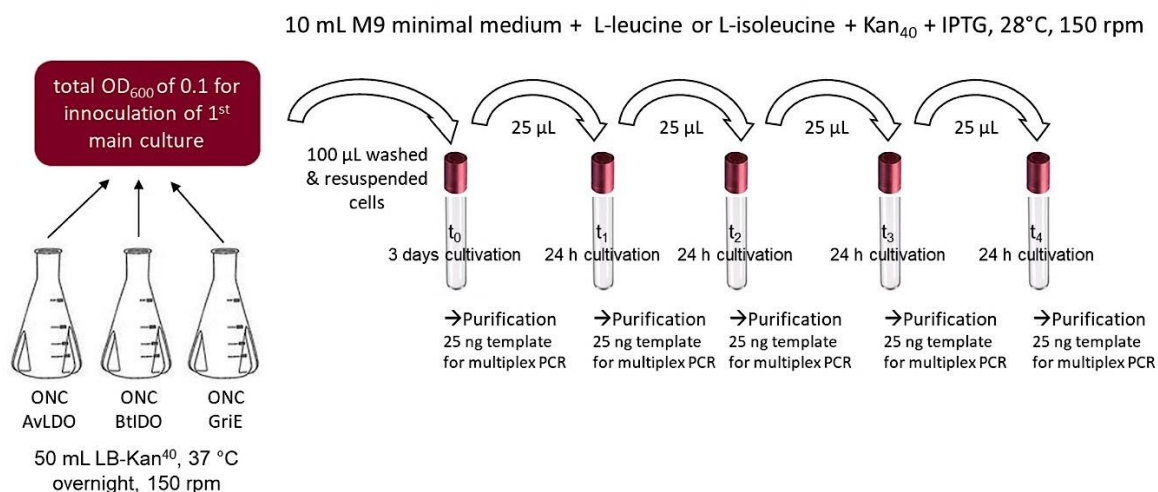 10 mL M9 minimal medium + L-leucine or L-isoleucine + Kan₄₀ + IPTG, 28°C, 150 rpm
total OD₆₀₀ of 0.1 for
innoculation of 1ˢᵗ
main culture
100 µL washed
& resuspended
cells
25 µL
25 µL
25 µL
25 µL
t₀
3 days cultivation
t₁
24 h cultivation
t₂
24 h cultivation
t₃
24 h cultivation
t₄
24 h cultivation
→Purification
25 ng template
for multiplex PCR
→Purification
25 ng template
for multiplex PCR
→Purification
25 ng template
for multiplex PCR
→Purification
25 ng template
for multiplex PCR
→Purification
25 ng template
for multiplex PCR
ONC
AvLDO
ONC
BtIDO
ONC
GriE
50 mL LB-Kan⁴⁰, 37 °C
overnight, 150 rpm